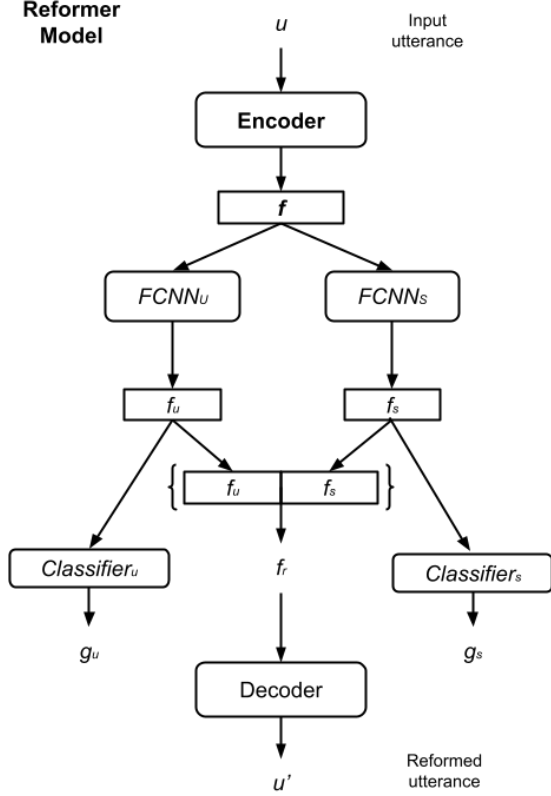 Reformer
Model
u
Input
utterance
Encoder
f
FCNNU
FCNNS
fu
fs
{ fu fs }
Classifieru
fr
Classifiers
gu
gs
Decoder
u'
Reformed
utterance